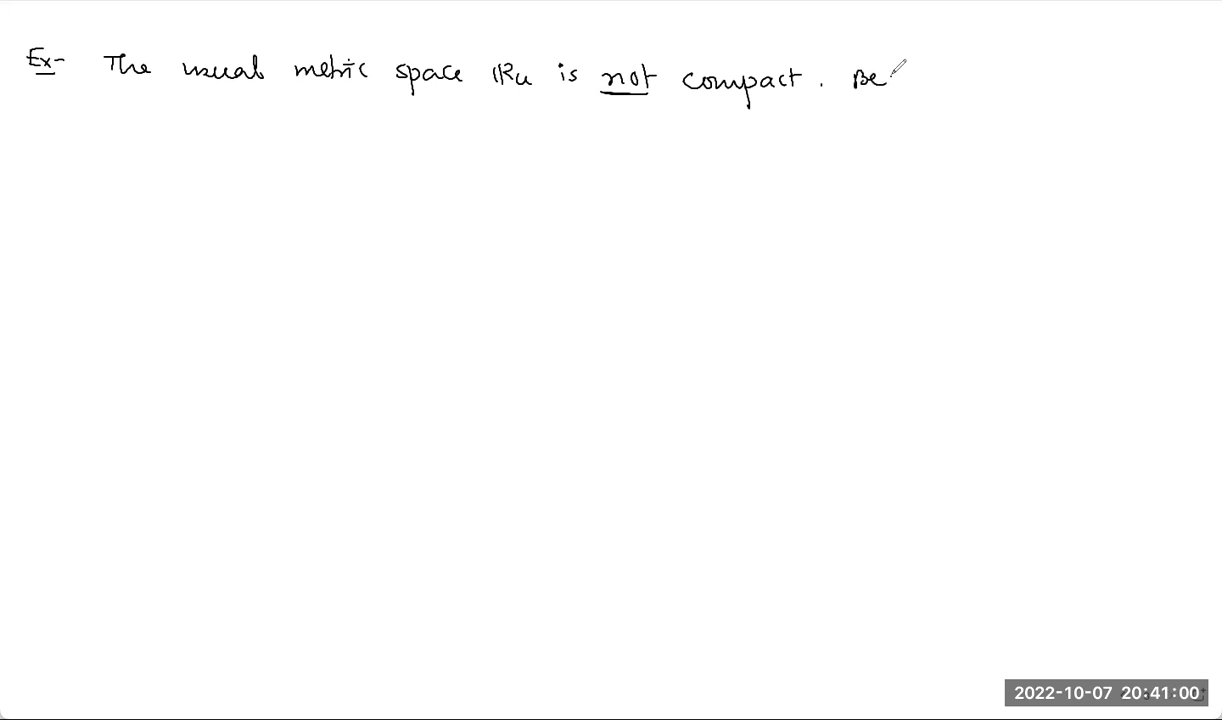 Ex- The usual metric space ℝu is not compact. Be
2022-10-07 20:41:00